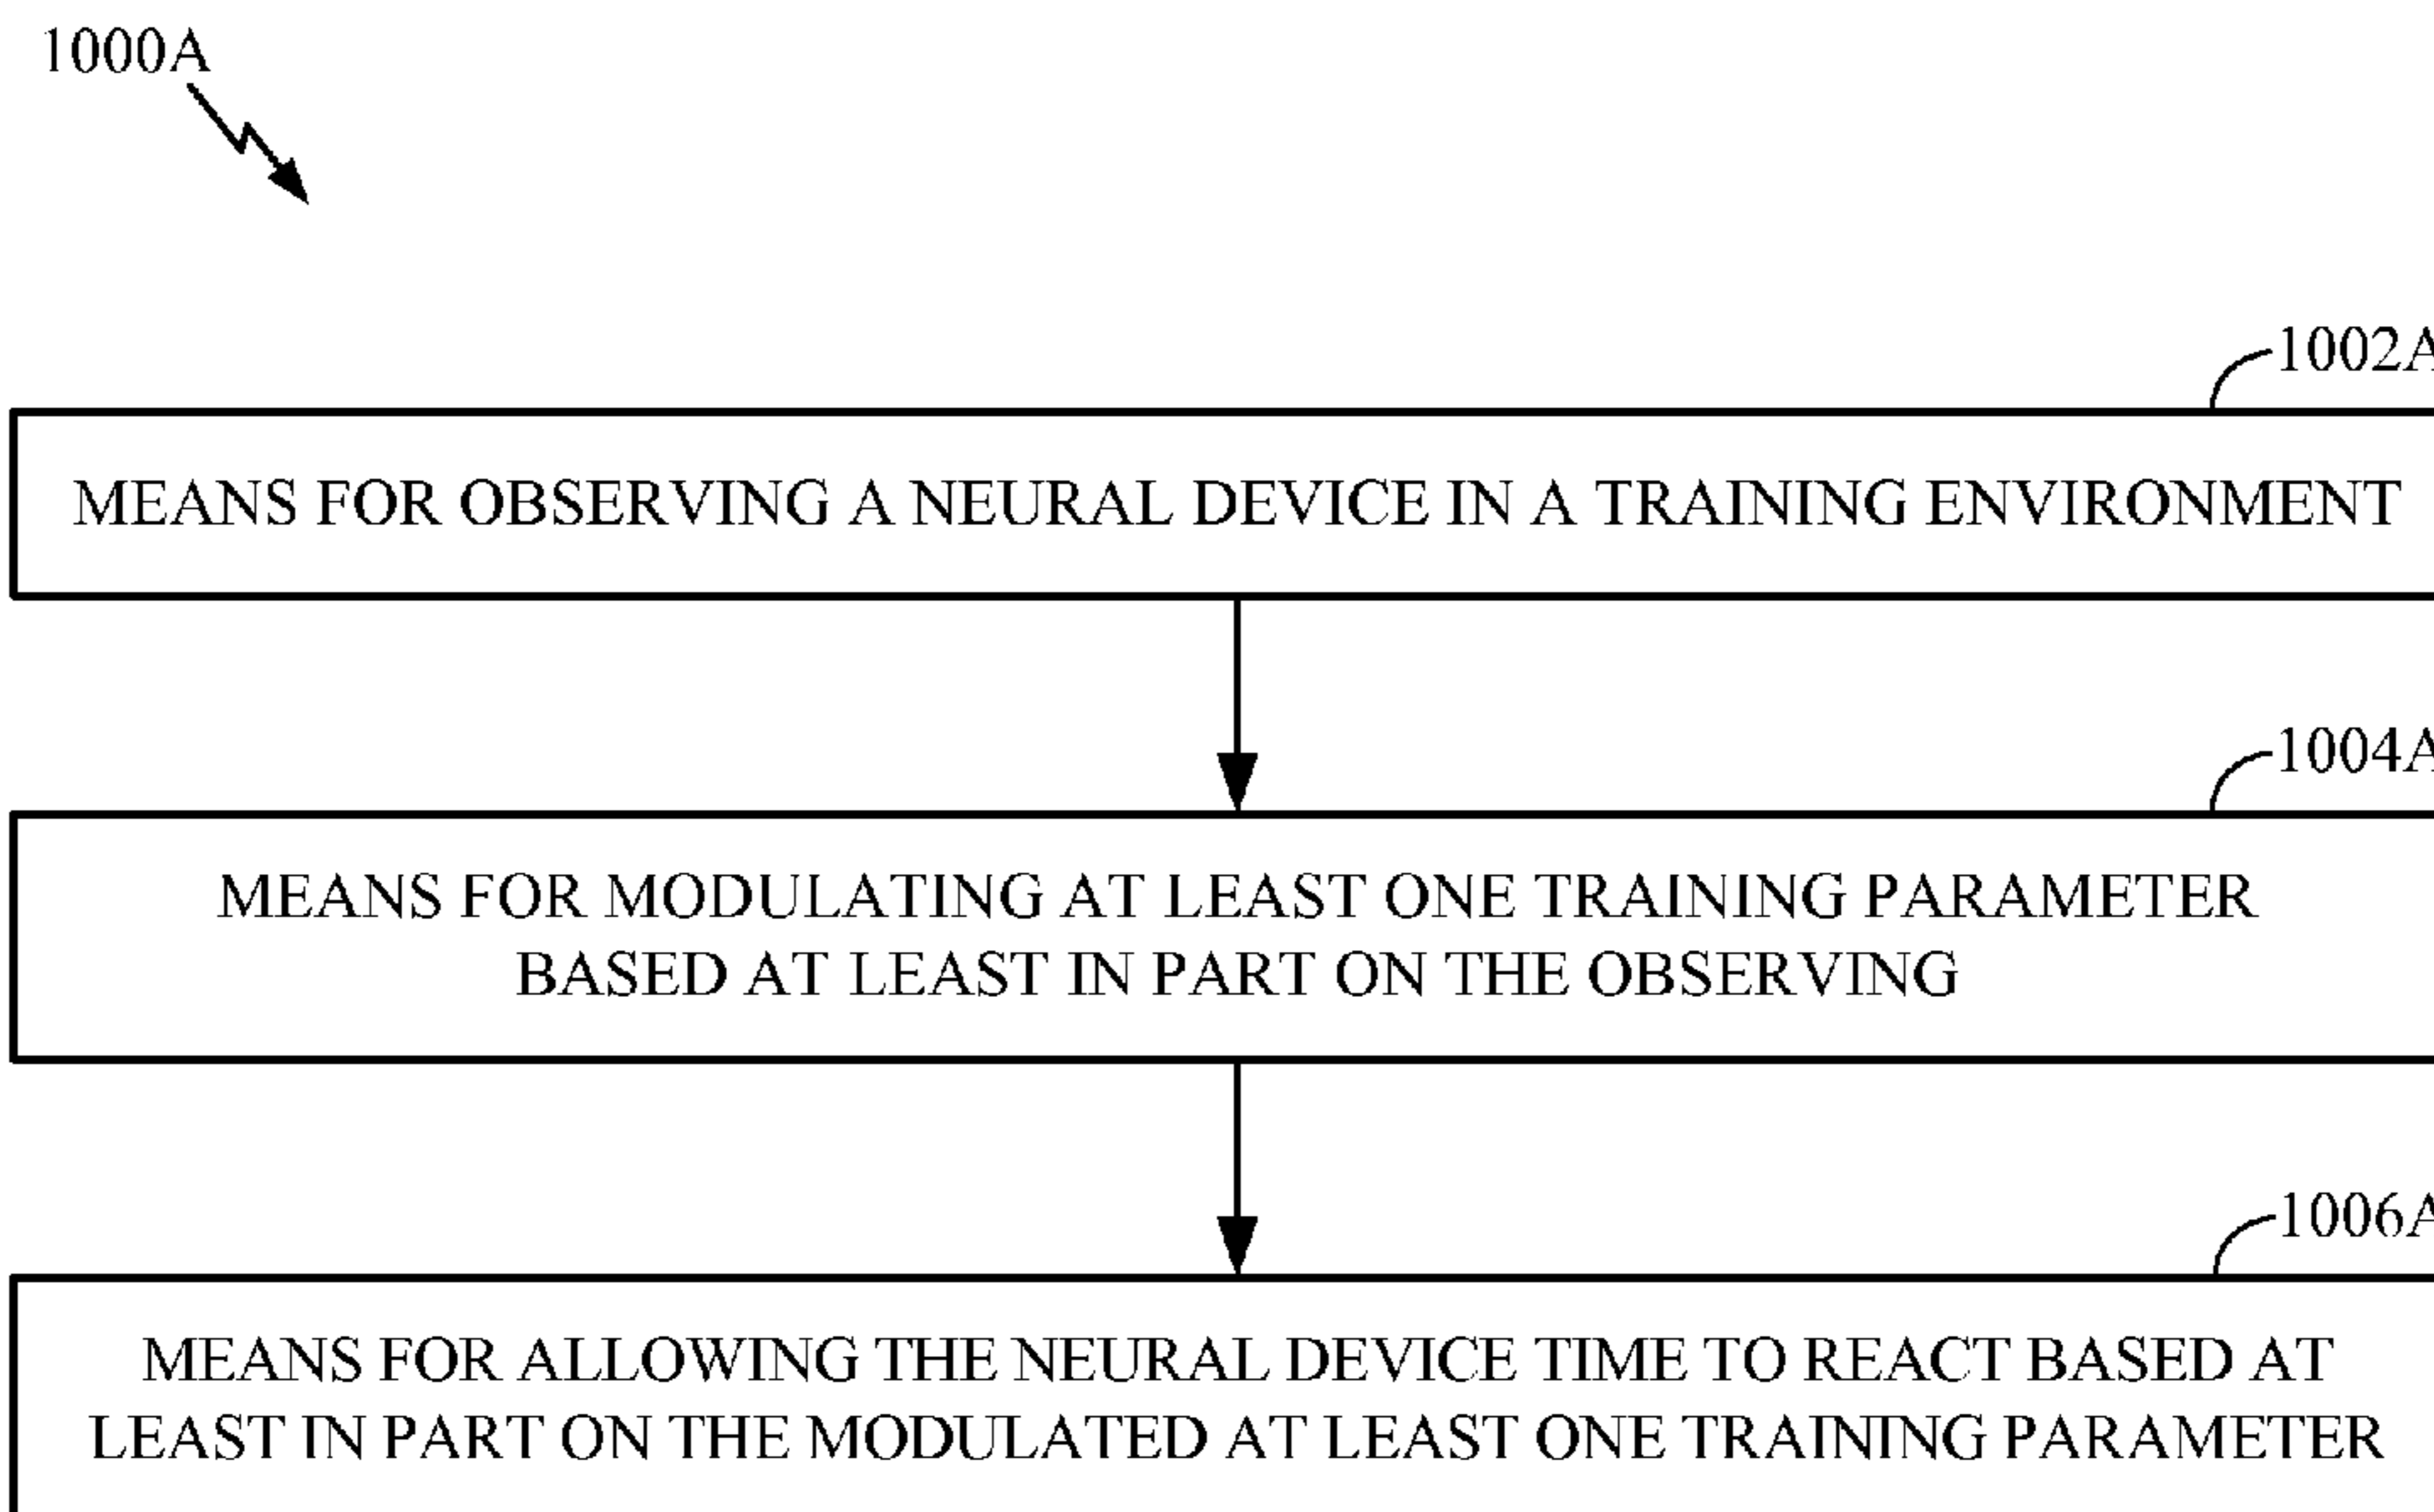 1000A
1002A
MEANS FOR OBSERVING A NEURAL DEVICE IN A TRAINING ENVIRONMENT
1004A
MEANS FOR MODULATING AT LEAST ONE TRAINING PARAMETER
BASED AT LEAST IN PART ON THE OBSERVING
1006A
MEANS FOR ALLOWING THE NEURAL DEVICE TIME TO REACT BASED AT
LEAST IN PART ON THE MODULATED AT LEAST ONE TRAINING PARAMETER